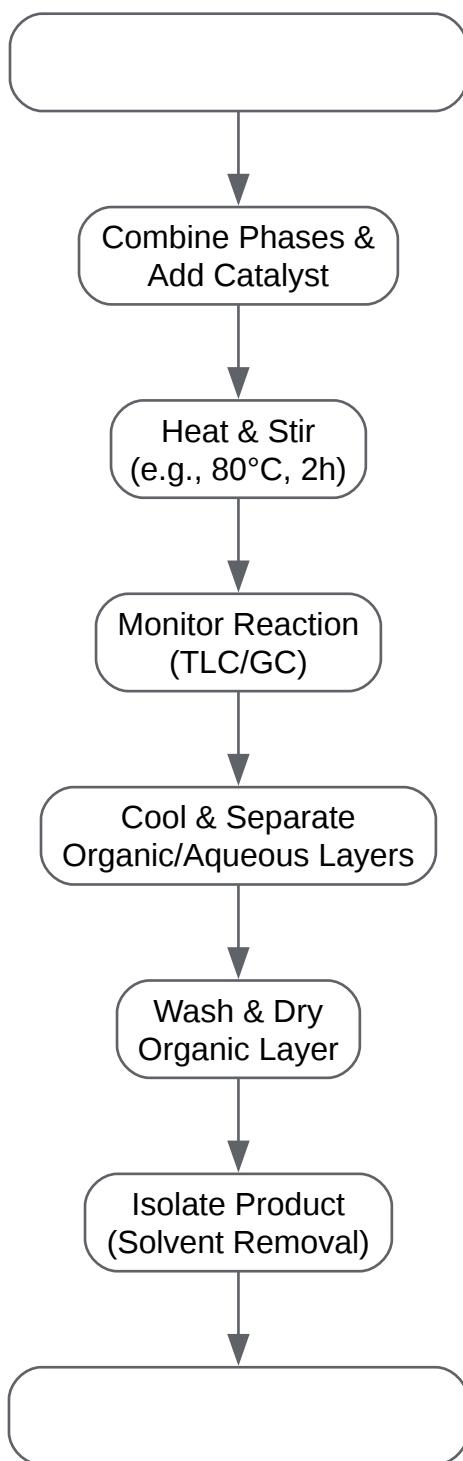 Combine Phases &
Add Catalyst
Heat & Stir
(e.g., 80°C, 2h)
Monitor Reaction
(TLC/GC)
Cool & Separate
Organic/Aqueous Layers
Wash & Dry
Organic Layer
Isolate Product
(Solvent Removal)